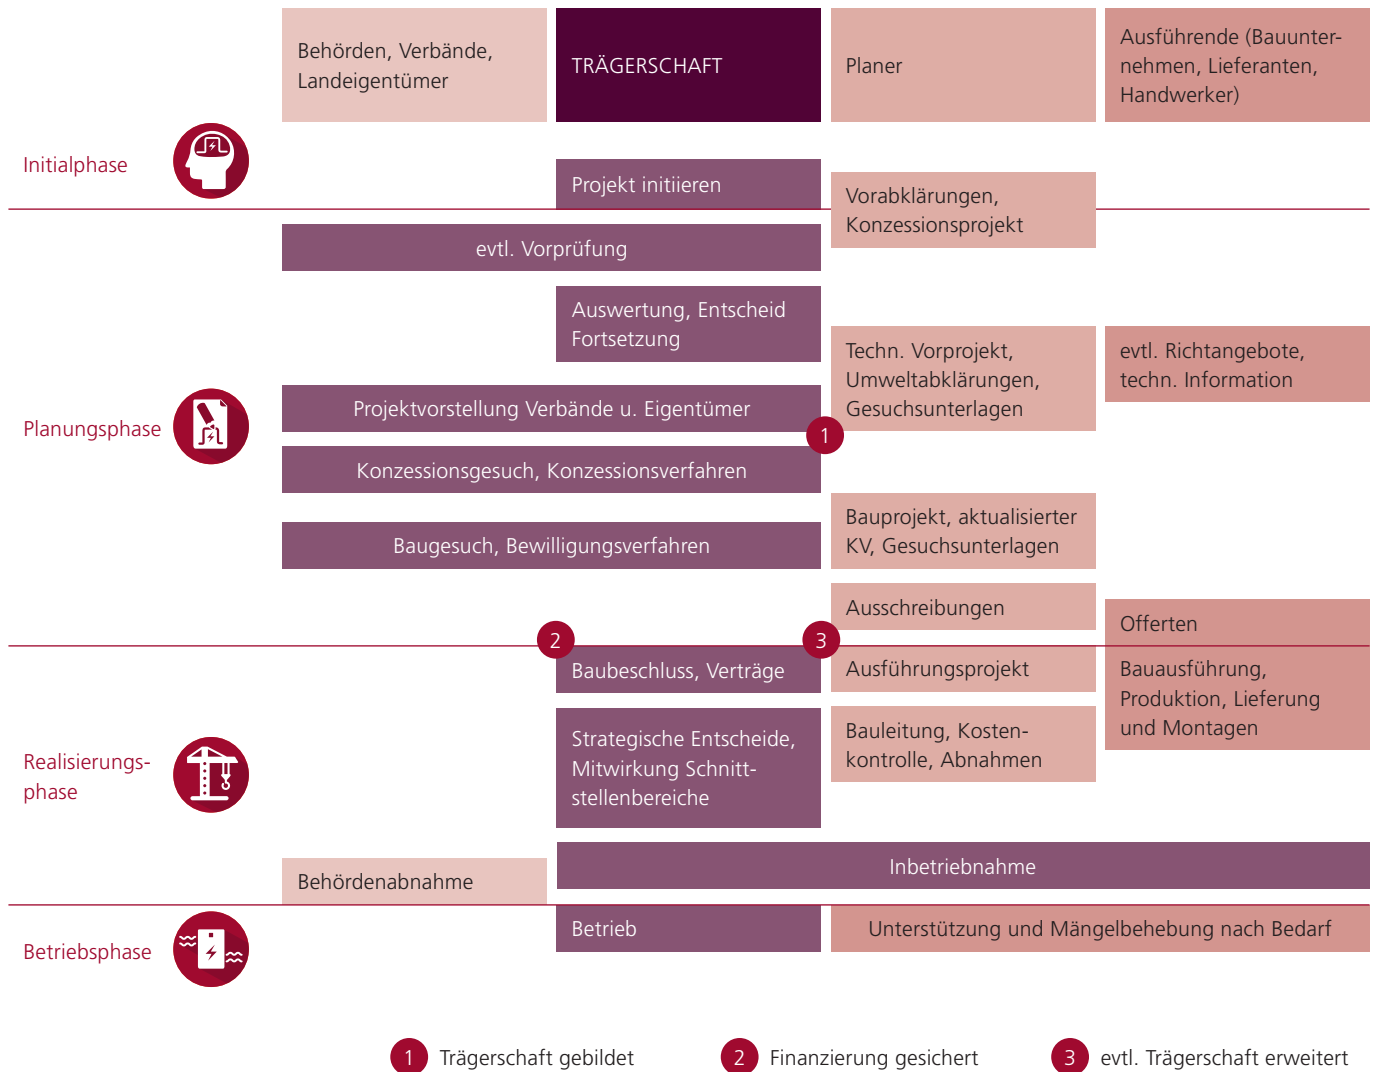 Behörden, Verbände,
Landeigentümer
TRÄGERSCHAFT
Planer
Ausführende (Bauunter-
nehmen, Lieferanten,
Handwerker)
Initialphase
Projekt initiieren
Vorabklärungen,
Konzessionsprojekt
evtl. Vorprüfung
Auswertung, Entscheid
Fortsetzung
Techn. Vorprojekt,
Umweltabklärungen,
Gesuchsunterlagen
evtl. Richtangebote,
techn. Information
Planungsphase
Projektvorstellung Verbände u. Eigentümer
1
Konzessionsgesuch, Konzessionsverfahren
Bauprojekt, aktualisierter
KV, Gesuchsunterlagen
Baugesuch, Bewilligungsverfahren
Ausschreibungen
Offerten
2
3
Baubeschluss, Verträge
Ausführungsprojekt
Bauausführung,
Produktion, Lieferung
und Montagen
Realisierungs-
phase
Strategische Entscheide,
Mitwirkung Schnitt-
stellenbereiche
Bauleitung, Kosten-
kontrolle, Abnahmen
Inbetriebnahme
Behördenabnahme
Betriebsphase
Betrieb
Unterstützung und Mängelbehebung nach Bedarf
1 Trägerschaft gebildet
2 Finanzierung gesichert
3 evtl. Trägerschaft erweitert